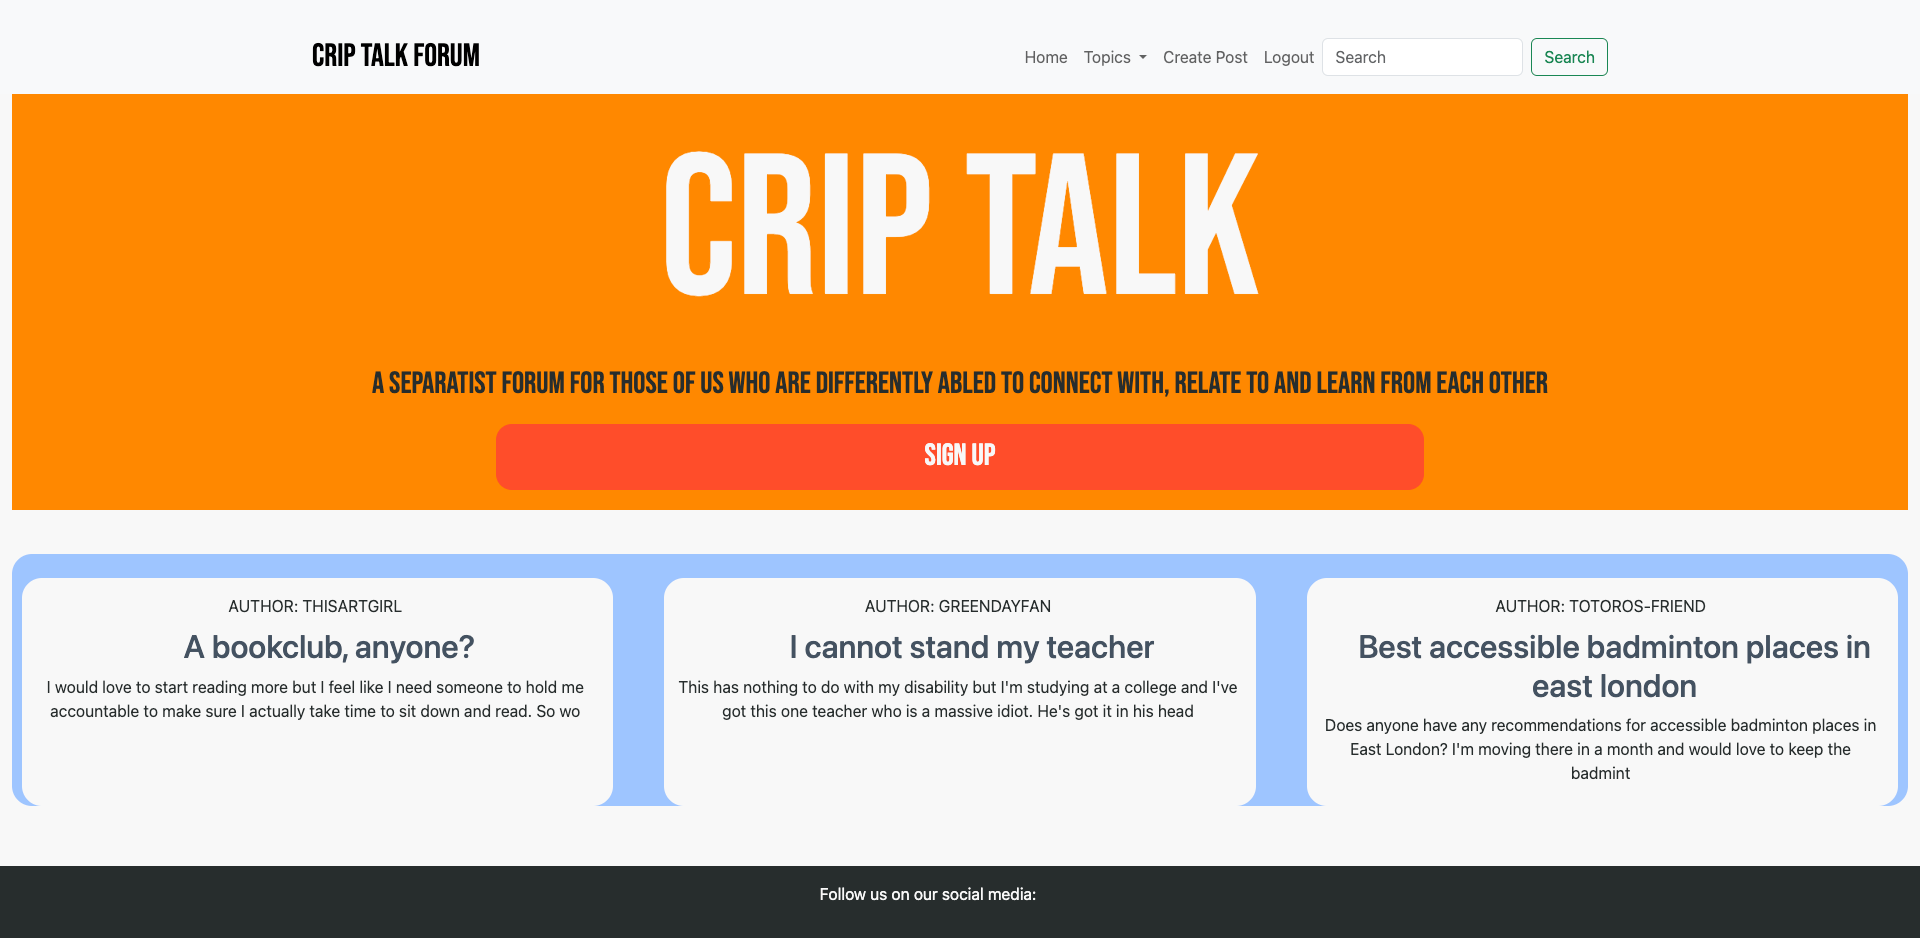 CRIP TALK FORUM
Home Topics Create Post Logout Search Search
CRIP TALK
A SEPARATIST FORUM FOR THOSE OF US WHO ARE DIFFERENTLY ABLED TO CONNECT WITH, RELATE TO AND LEARN FROM EACH OTHER
SIGN UP
AUTHOR: THISARTGIRL
A bookclub, anyone?
I would love to start reading more but I feel like I need someone to hold me
accountable to make sure I actually take time to sit down and read. So wo
AUTHOR: GREENDAYFAN
I cannot stand my teacher
This has nothing to do with my disability but I'm studying at a college and I've
got this one teacher who is a massive idiot. He's got it in his head
AUTHOR: TOTOROS-FRIEND
Best accessible badminton places in
east london
Does anyone have any recommendations for accessible badminton places in
East London? I'm moving there in a month and would love to keep the
badmint
Follow us on our social media: